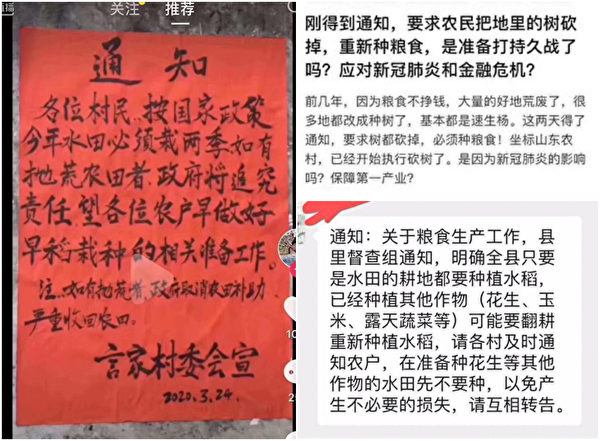 关注 推荐
通知
各位村民、按国家政策
今年水田必须栽两季、如有
抛荒农田者、政府将追究
责任、望各位农户早做好
早稻栽种的相关准备工作。
注：如有抛荒者、政府取消农田补助
严重收回农田。
言家村委会宣
2020.3.24.
刚得到通知，要求农民把地里的树砍
掉，重新种粮食，是准备打持久战了
吗？应对新冠肺炎和金融危机？
前几年，因为粮食不挣钱，大量的好地荒废了，很
多地都改成种树了，基本都是速生杨。这两天得了
通知，要求树都砍掉，必须种粮食！坐标山东农
村，已经开始执行砍树了。是因为新冠肺炎的影响
吗？保障第一产业？
通知：关于粮食生产工作，县
里督查组通知，明确全县只要
是水田的耕地都要种植水稻，
已经种植其他作物（花生、玉
米、露天蔬菜等）可能要翻耕
重新种植水稻，请各村及时通
知农户，在准备种花生等其他
作物的水田先不要种，以免产
生不必要的损失，请互相转告。